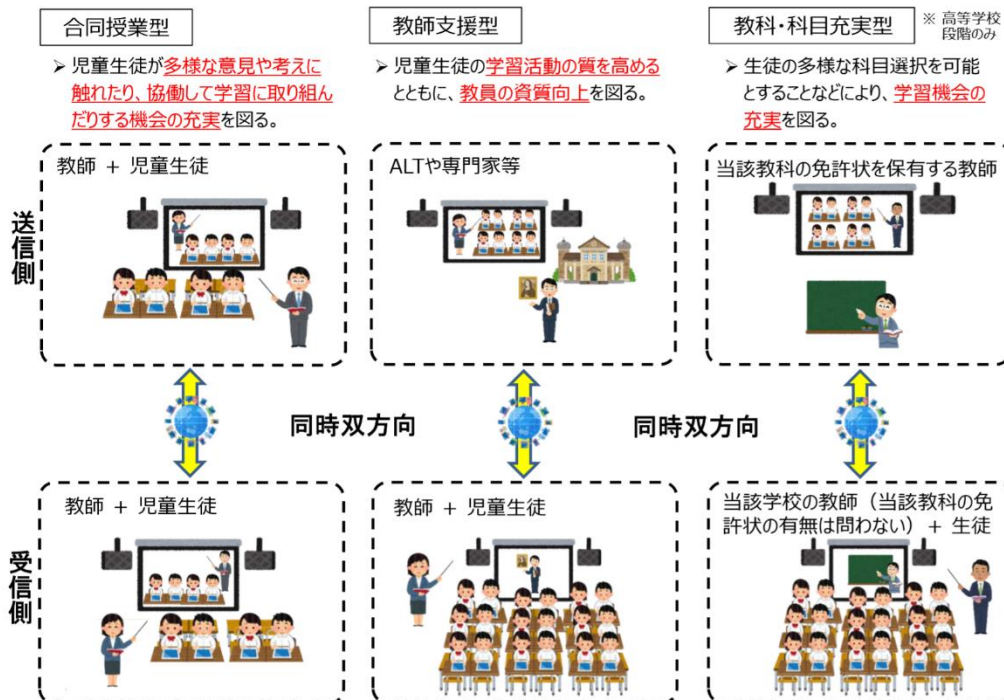 合同授業型
教師支援型
教科・科目充実型
※ 高等学校
段階のみ
➢ 児童生徒が多様な意見や考えに
触れたり、協働して学習に取り組ん
だりする機会の充実を図る。
➢ 児童生徒の学習活動の質を高める
とともに、教員の資質向上を図る。
➢ 生徒の多様な科目選択を可能
とすることなどにより、学習機会の
充実を図る。
送信側
教師 + 児童生徒
ALTや専門家等
当該教科の免許状を保有する教師
同時双方向
同時双方向
受信側
教師 + 児童生徒
教師 + 児童生徒
当該学校の教師（当該教科の免
許状の有無は問わない）+ 生徒